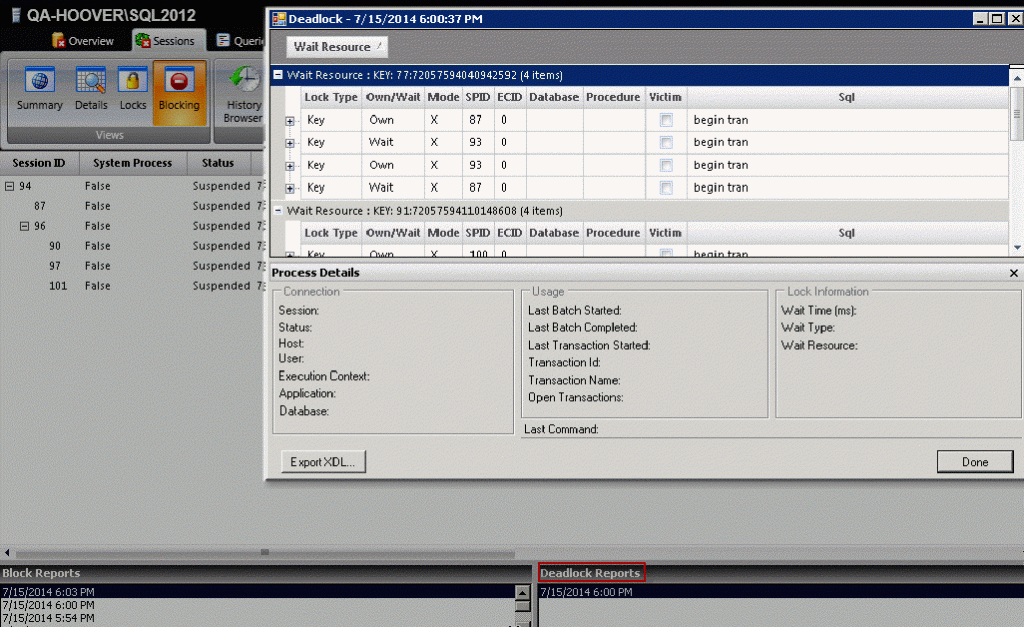 QA-HOOVER\SQL2012
Overview Sessions
Summary Details Locks Blocking
History
Browser
Views
Session ID System Process Status
94 False Suspended
87 False Suspended
96 False Suspended
90 False Suspended
97 False Suspended
101 False Suspended
Deadlock - 7/15/2014 6:00:37 PM
Wait Resource
Wait Resource : KEY: 77:72057594040942592 (4 items)
Lock Type Own/Wait Mode SPID ECID Database Procedure Victim Sql
Key Own X 87 0 begin tran
Key Wait X 93 0 begin tran
Key Own X 93 0 begin tran
Key Wait X 87 0 begin tran
Wait Resource : KEY: 91:72057594110148608 (4 items)
Lock Type Own/Wait Mode SPID ECID Database Procedure Victim Sql
Key Own X 100 0 begin tran
Process Details
Connection
Session:
Status:
Host:
User:
Execution Context:
Application:
Database:
Usage
Last Batch Started:
Last Batch Completed:
Last Transaction Started:
Transaction Id:
Transaction Name:
Open Transactions:
Lock Information
Wait Time (ms):
Wait Type:
Wait Resource:
Last Command:
Export XDL... Done
Block Reports
7/15/2014 6:03 PM
7/15/2014 6:00 PM
7/15/2014 5:54 PM
Deadlock Reports
7/15/2014 6:00 PM